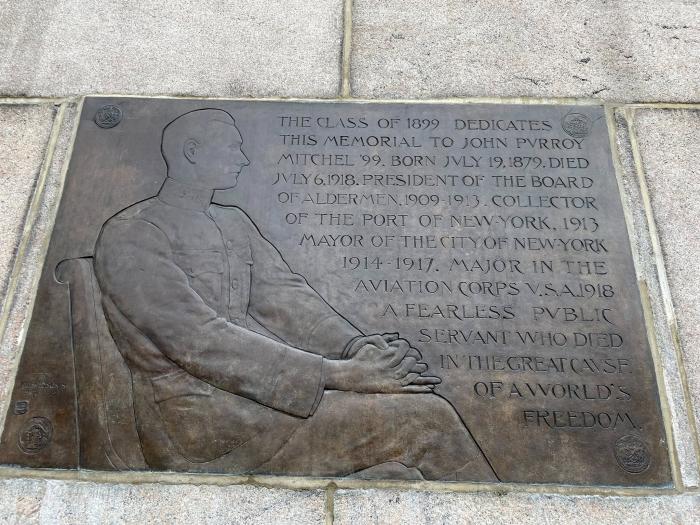 THE CLASS OF 1899 DEDICATES
THIS MEMORIAL TO JOHN PVRROY
MITCHEL '99. BORN JULY 19.1879. DIED
JVLY 6,1918. PRESIDENT OF THE BOARD
OF ALDERMEN, 1909-1913. COLLECTOR
OF THE PORT OF NEW-YORK. 1913
MAYOR OF THE CITY OF NEW-YORK
1914-1917. MAJOR IN THE
AVIATION CORPS V.S.A. 1918
A FEARLESS PUBLIC
SERVANT WHO DIED
IN THE GREAT CAVSE
OF A WORLD'S
FREEDOM.